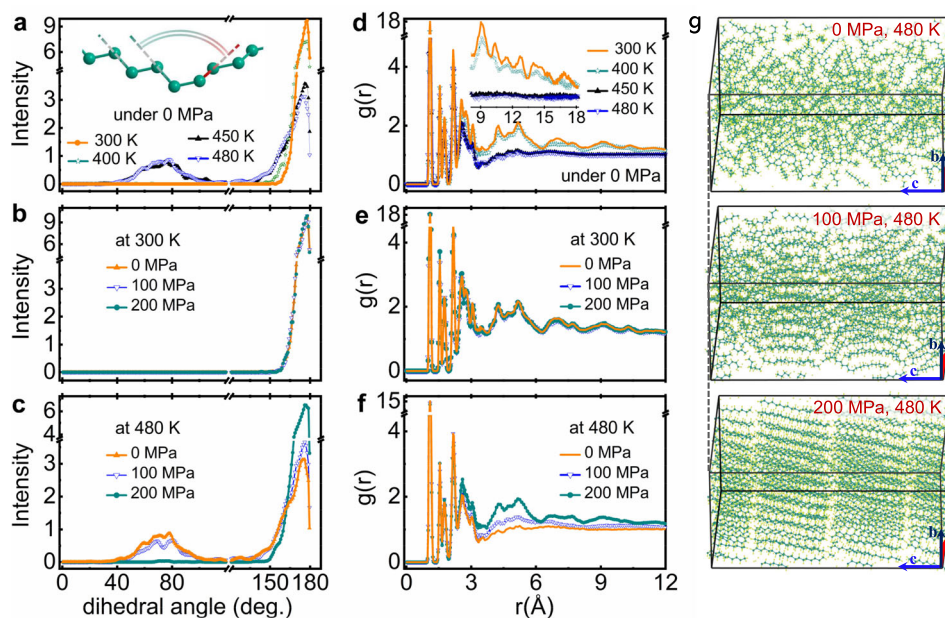 a
9
6
3
2
1
0
Intensity
under 0 MPa
300 K
400 K
450 K
480 K
b
9
6
3
2
1
0
Intensity
at 300 K
0 MPa
100 MPa
200 MPa
c
6
4
2
1
0
Intensity
at 480 K
0 MPa
100 MPa
200 MPa
0 40 80 150 180
dihedral angle (deg.)
d
18
4
2
1
0
g(r)
300 K
400 K
450 K
480 K
9 12 15 18
under 0 MPa
e
18
4
2
1
0
g(r)
at 300 K
0 MPa
100 MPa
200 MPa
f
15
4
2
1
0
g(r)
at 480 K
0 MPa
100 MPa
200 MPa
0 3 6 9 12
r(Å)
g
0 MPa, 480 K
b
c
100 MPa, 480 K
b
c
200 MPa, 480 K
b
c